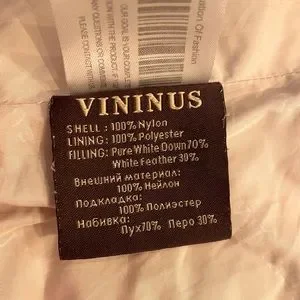 VININUS
SHELL : 100% Nylon
LINING: 100% Polyester
FILLING: Pure White Down70%
White Feather 30%
Внешний материал:
100% Нейлон
Подкладка:
100% Полиэстер
Набивка:
Пух70% Перо 30%